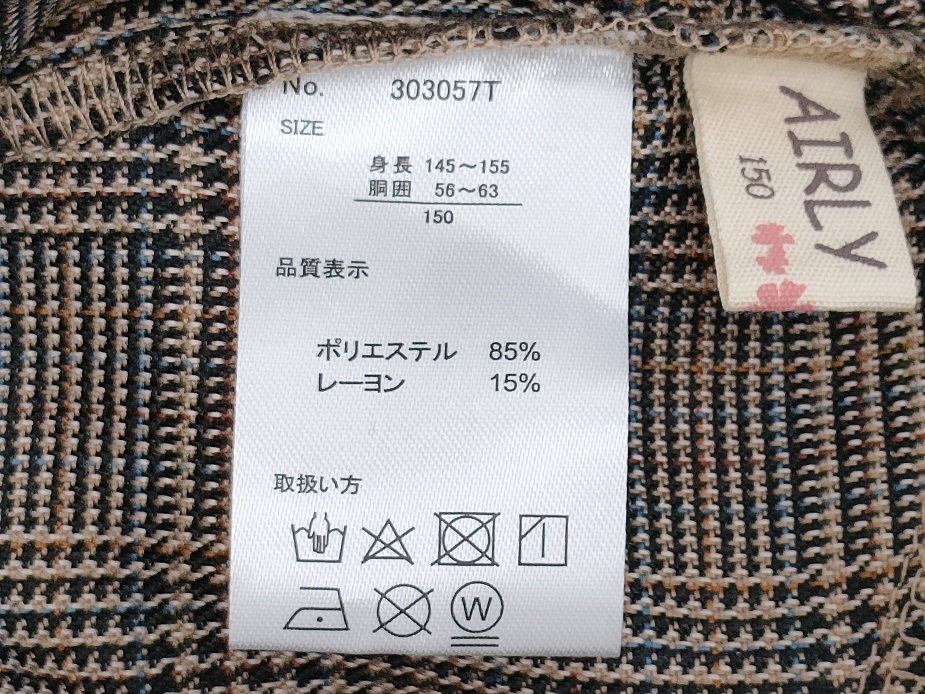 No. 303057T
SIZE
身長 145～155
胴囲 56～63
150
品質表示
ポリエステル 85%
レーヨン 15%
取扱い方
W
AIRLY
150